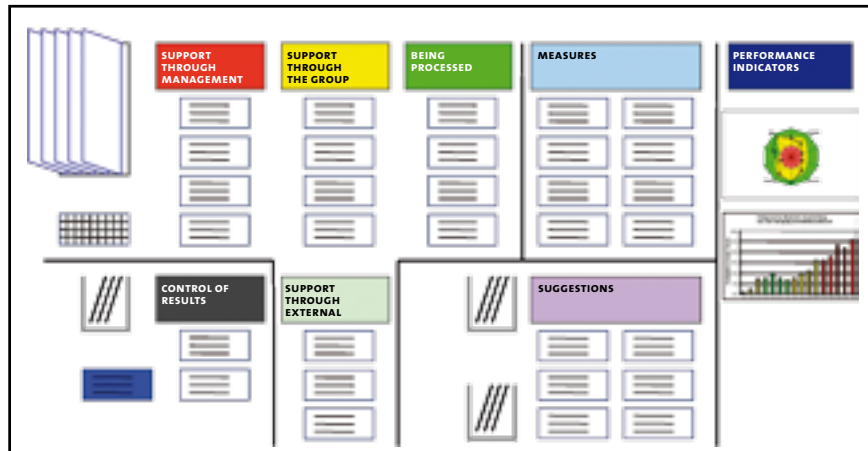 SUPPORT
THROUGH
MANAGEMENT
SUPPORT
THROUGH
THE GROUP
BEING
PROCESSED
MEASURES
PERFORMANCE
INDICATORS
CONTROL OF
RESULTS
SUPPORT
THROUGH
EXTERNAL
SUGGESTIONS